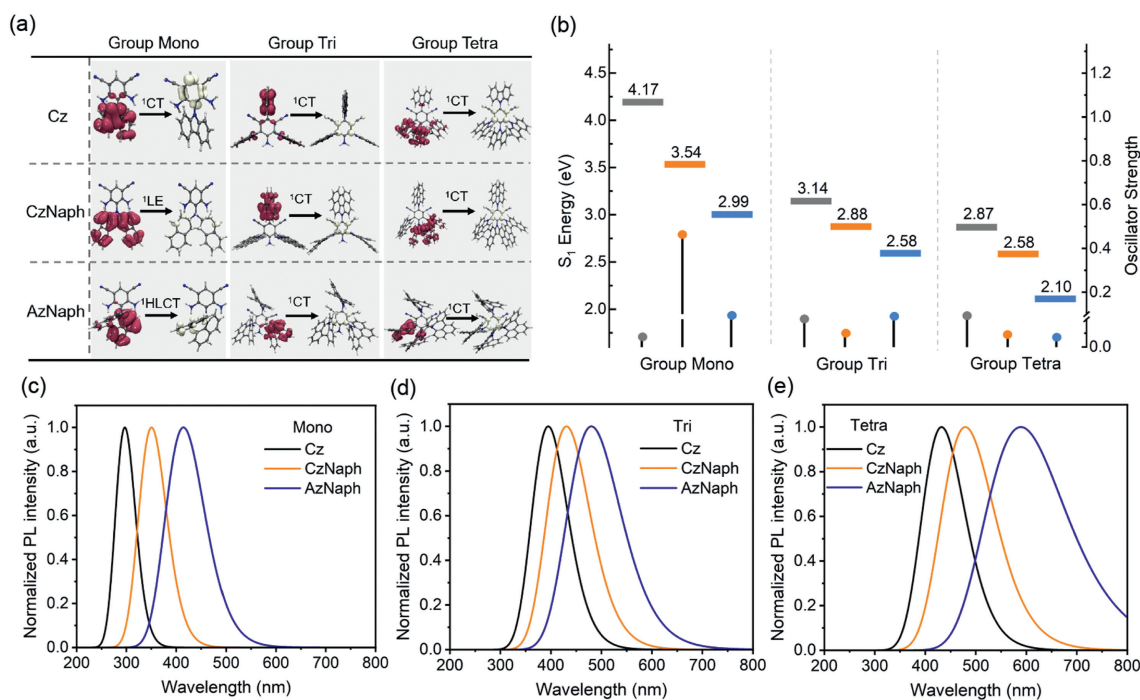 (a)
Group Mono Group Tri Group Tetra
Cz ¹CT ¹CT ¹CT
CzNaph ¹LE ¹CT ¹CT
AzNaph ¹HLCT ¹CT ¹CT
(b)
S₁ Energy (eV)
4.5
4.0
3.5
3.0
2.5
2.0
4.17
3.54
2.99
3.14
2.88
2.58
2.87
2.58
2.10
Group Mono Group Tri Group Tetra
1.2
1.0
0.8
0.6
0.4
0.2
0.0
Oscillator Strength
(c)
Normalized PL intensity (a.u.)
1.0
0.8
0.6
0.4
0.2
0.0
Mono
Cz
CzNaph
AzNaph
200 300 400 500 600 700 800
Wavelength (nm)
(d)
Normalized PL intensity (a.u.)
1.0
0.8
0.6
0.4
0.2
0.0
Tri
Cz
CzNaph
AzNaph
200 300 400 500 600 700 800
Wavelength (nm)
(e)
Normalized PL intensity (a.u.)
1.0
0.8
0.6
0.4
0.2
0.0
Tetra
Cz
CzNaph
AzNaph
200 300 400 500 600 700 800
Wavelength (nm)